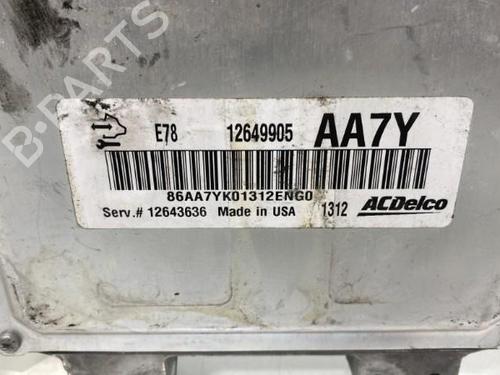 E78 12649905 AA7Y
86AA7YK01312ENG0
Serv.# 12643636 Made in USA 1312 ACDelco
B-PARTS